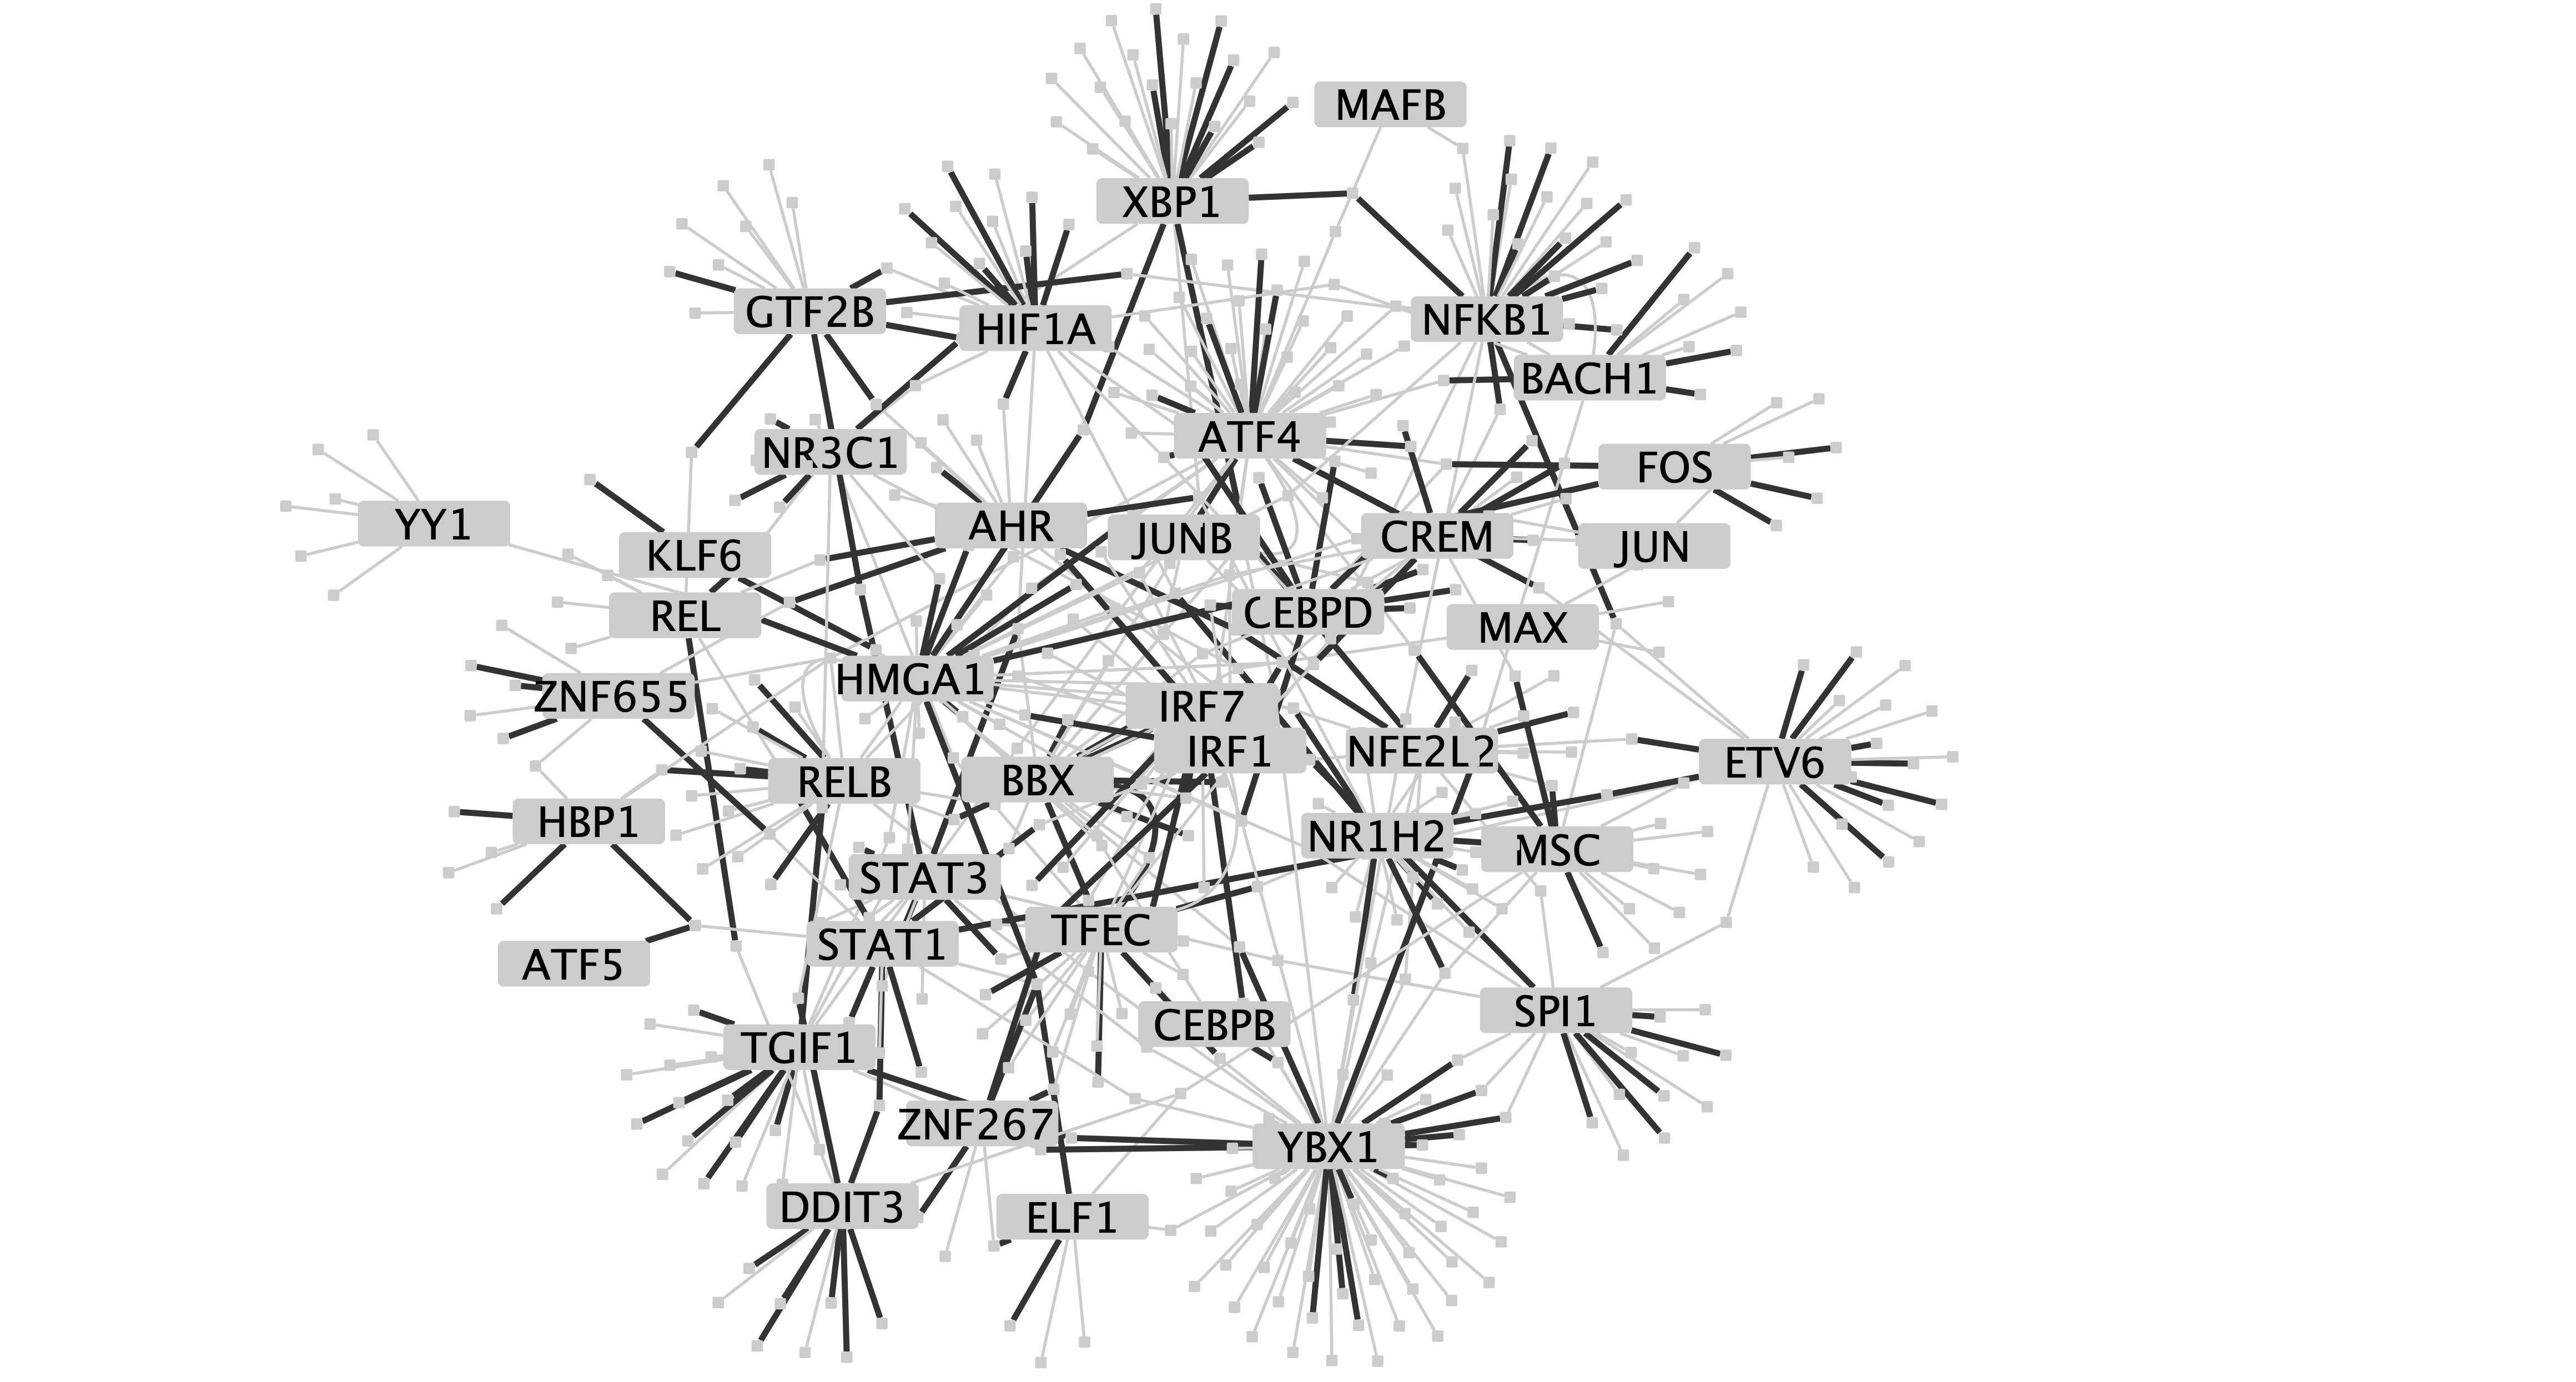 MAFB
XBP1
GTF2B
HIF1A
NFKB1
BACH1
ATF4
NR3C1
FOS
YY1
AHR
JUNB
CREM
JUN
KLF6
REL
CEBPD
MAX
HMGA1
ZNF655
IRF7
IRF1
NFE2L2
ETV6
RELB
BBX
HBP1
NR1H2
MSC
STAT3
TFEC
STAT1
ATF5
SPI1
CEBPB
TGIF1
ZNF267
YBX1
DDIT3
ELF1